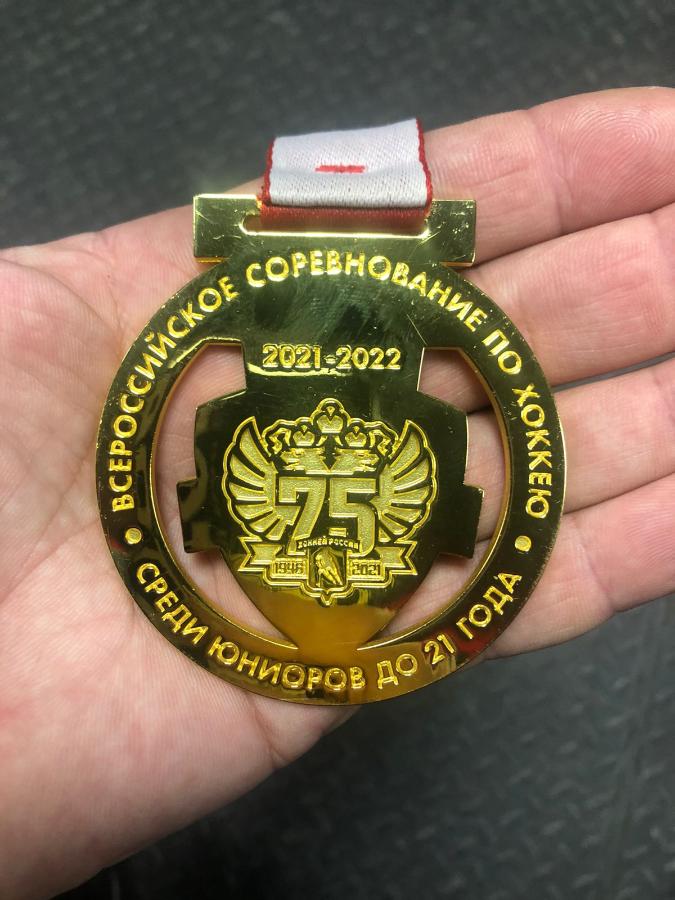 ВСЕРОССИЙСКОЕ СОРЕВНОВАНИЕ ПО ХОККЕЮ
2021-2022
75
ХОККЕЙ РОССИИ
1946 2021
СРЕДИ ЮНИОРОВ ДО 21 ГОДА